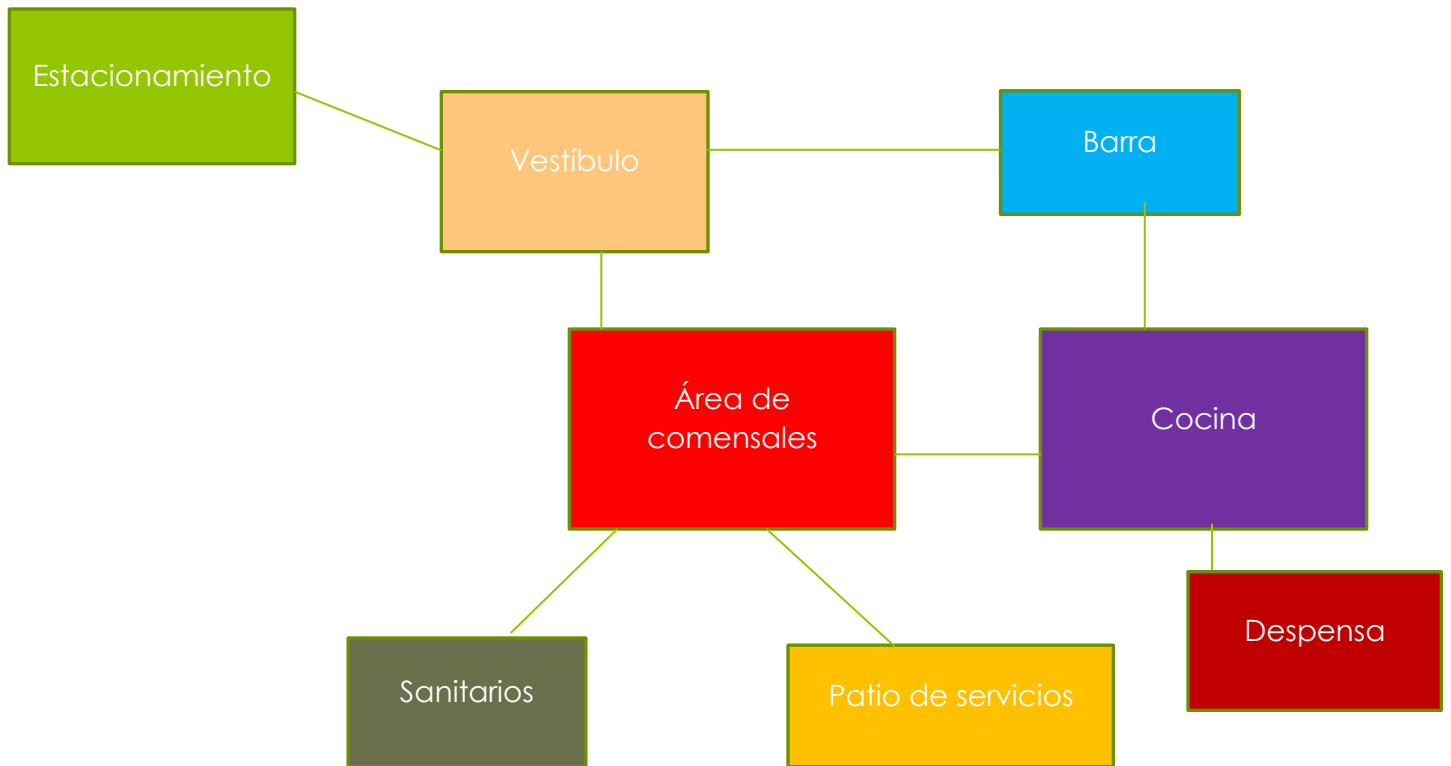 Estacionamiento
Vestíbulo
Barra
Área de
comensales
Cocina
Despensa
Sanitarios
Patio de servicios